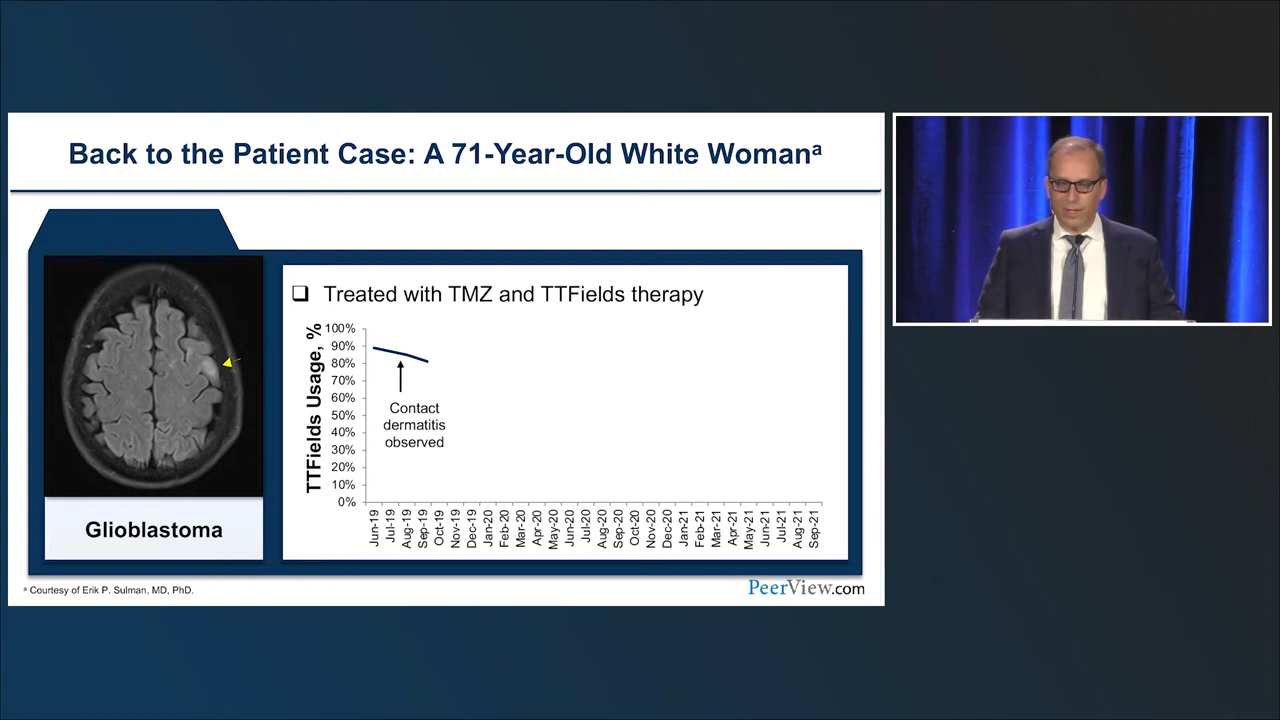 Back to the Patient Case: A 71-Year-Old White Womanᵃ
Glioblastoma
❑ Treated with TMZ and TTFields therapy
TTFields Usage, %
100%
90%
80%
70%
60%
50%
40%
30%
20%
10%
0%
Contact
dermatitis
observed
Jun-19
Jul-19
Aug-19
Sep-19
Oct-19
Nov-19
Dec-19
Jan-20
Feb-20
Mar-20
Apr-20
May-20
Jun-20
Jul-20
Aug-20
Sep-20
Oct-20
Nov-20
Dec-20
Jan-21
Feb-21
Mar-21
Apr-21
May-21
Jun-21
Jul-21
Aug-21
Sep-21
ᵃ Courtesy of Erik P. Sulman, MD, PhD.
PeerView.com